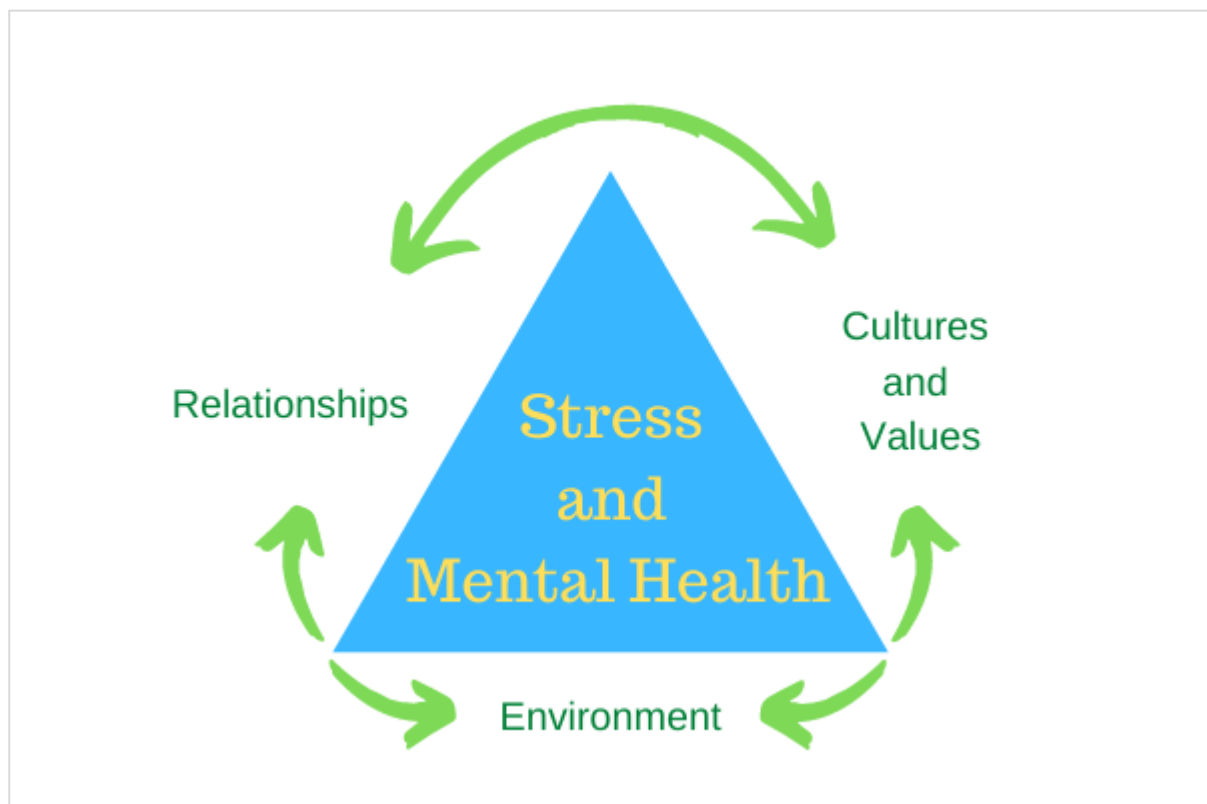 Cultures
and
Values
Relationships
Stress
and
Mental Health
Environment